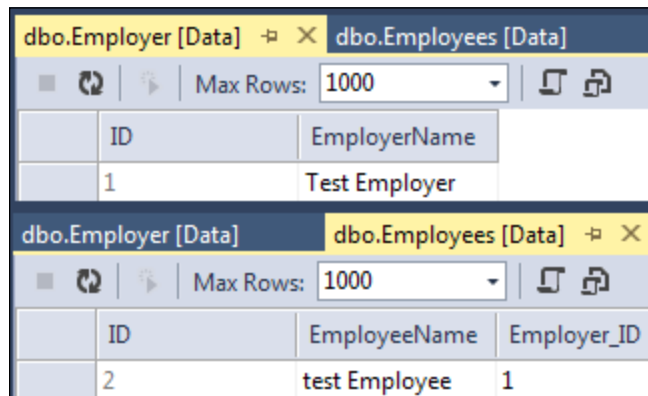 dbo.Employer [Data] dbo.Employees [Data]
Max Rows: 1000
ID EmployerName
1 Test Employer
dbo.Employer [Data] dbo.Employees [Data]
Max Rows: 1000
ID EmployeeName Employer_ID
2 test Employee 1